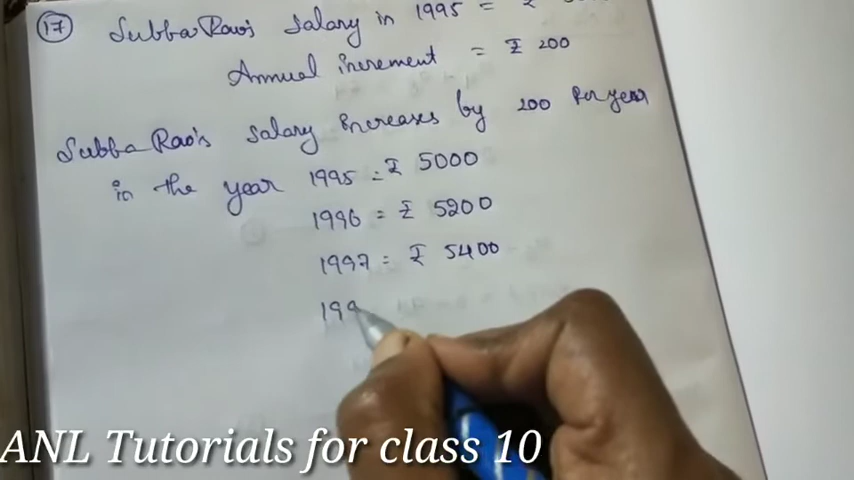 17 Subba Rao's Salary in 1995 = ₹
Annual increment = ₹ 200
Subba Rao's salary increases by 200 Per year
in the year 1995 = ₹ 5000
1996 = ₹ 5200
1997 = ₹ 5400
199
ANL Tutorials for class 10